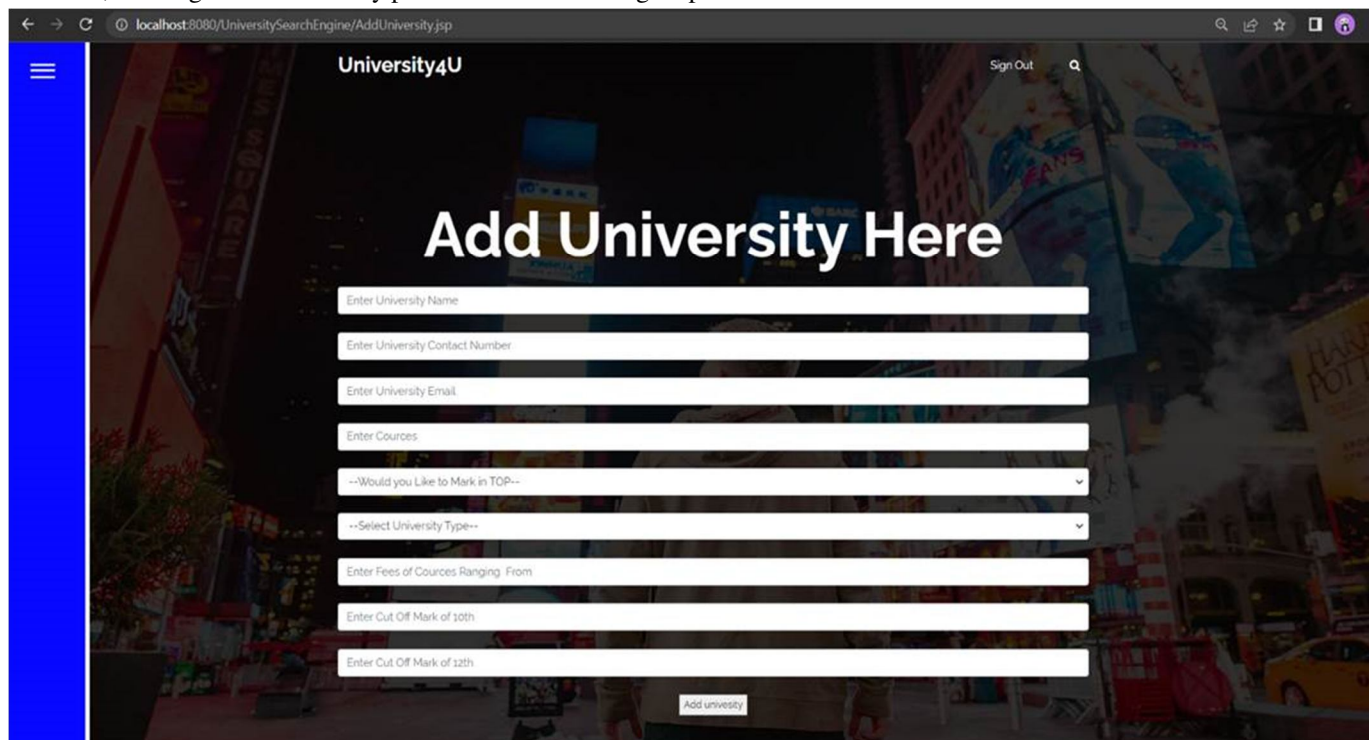 localhost:8080/UniversitySearchEngine/AddUniversity.jsp
University4U
Sign Out
Add University Here
Enter University Name
Enter University Contact Number
Enter University Email
Enter Cources
--Would you Like to Mark in TOP--
--Select University Type--
Enter Fees of Cources Ranging From
Enter Cut Off Mark of 10th
Enter Cut Off Mark of 12th
Add univesity